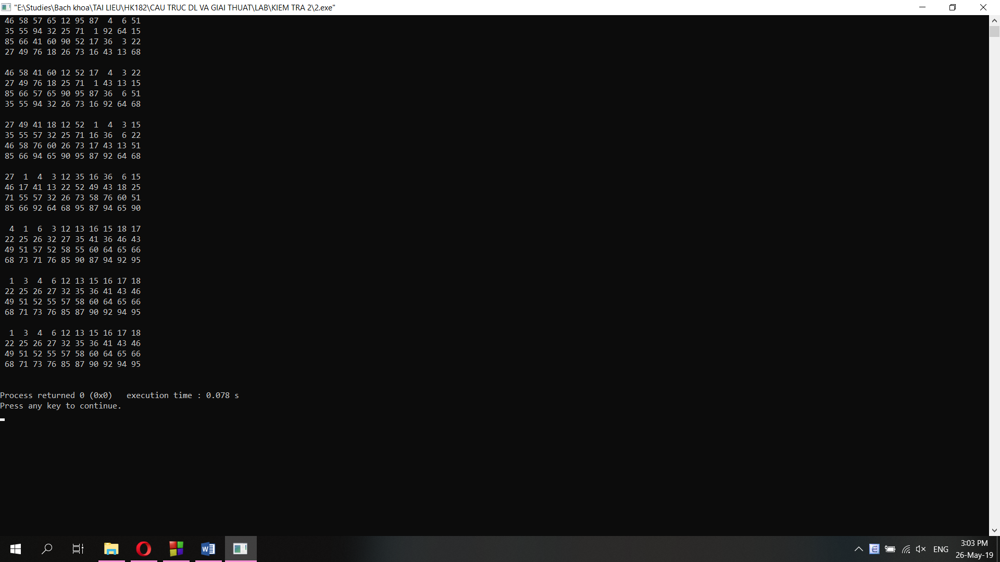 "E:\Studies\Bach khoa\TAI LIEU\HK182\CAU TRUC DL VA GIAI THUAT\LAB\KIEM TRA 2\2.exe"
46 58 57 65 12 95 87  4  6 51
35 55 94 32 25 71  1 92 64 15
85 66 41 60 90 52 17 36  3 22
27 49 76 18 26 73 16 43 13 68
46 58 41 60 12 52 17  4  3 22
27 49 76 18 25 71  1 43 13 15
85 66 57 65 90 95 87 36  6 51
35 55 94 32 26 73 16 92 64 68
27 49 41 18 12 52  1  4  3 15
35 55 57 32 25 71 16 36  6 22
46 58 76 60 26 73 17 43 13 51
85 66 94 65 90 95 87 92 64 68
27  1  4  3 12 35 16 36  6 15
46 17 41 13 22 52 49 43 18 25
71 55 57 32 26 73 58 76 60 51
85 66 92 64 68 95 87 94 65 90
4  1  6  3 12 13 16 15 18 17
22 25 26 32 27 35 41 36 46 43
49 51 57 52 58 55 60 64 65 66
68 73 71 76 85 90 87 94 92 95
1  3  4  6 12 13 15 16 17 18
22 25 26 27 32 35 36 41 43 46
49 51 52 55 57 58 60 64 65 66
68 71 73 76 85 87 90 92 94 95
1  3  4  6 12 13 15 16 17 18
22 25 26 27 32 35 36 41 43 46
49 51 52 55 57 58 60 64 65 66
68 71 73 76 85 87 90 92 94 95
Process returned 0 (0x0)   execution time : 0.078 s
Press any key to continue.
ENG
3:03 PM
26-May-19